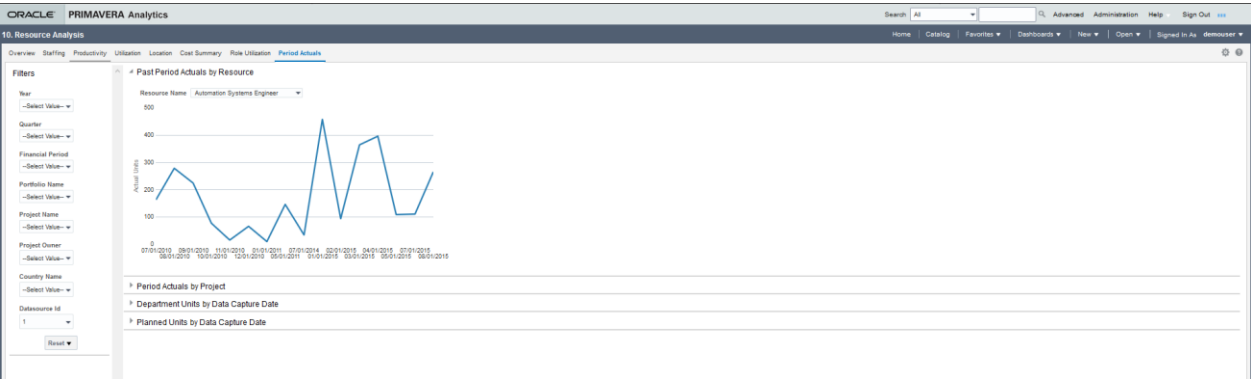 ORACLE PRIMAVERA Analytics Search All Advanced Administration Help Sign Out
10. Resource Analysis Home Catalog Favorites Dashboards New Open Signed In As demouser
Overview Staffing Productivity Utilization Location Cost Summary Role Utilization Period Actuals
Filters
Year
--Select Value--
Quarter
--Select Value--
Financial Period
--Select Value--
Portfolio Name
--Select Value--
Project Name
--Select Value--
Project Owner
--Select Value--
Country Name
--Select Value--
Datasource Id
1
Reset
Past Period Actuals by Resource
Resource Name Automation Systems Engineer
500
400
300
200
100
0
Actual Units
07/01/2010 09/01/2010 11/01/2010 01/01/2011 07/01/2014 02/01/2015 04/01/2015 07/01/2015
08/01/2010 10/01/2010 12/01/2010 05/01/2011 01/01/2015 03/01/2015 05/01/2015 08/01/2015
Period Actuals by Project
Department Units by Data Capture Date
Planned Units by Data Capture Date